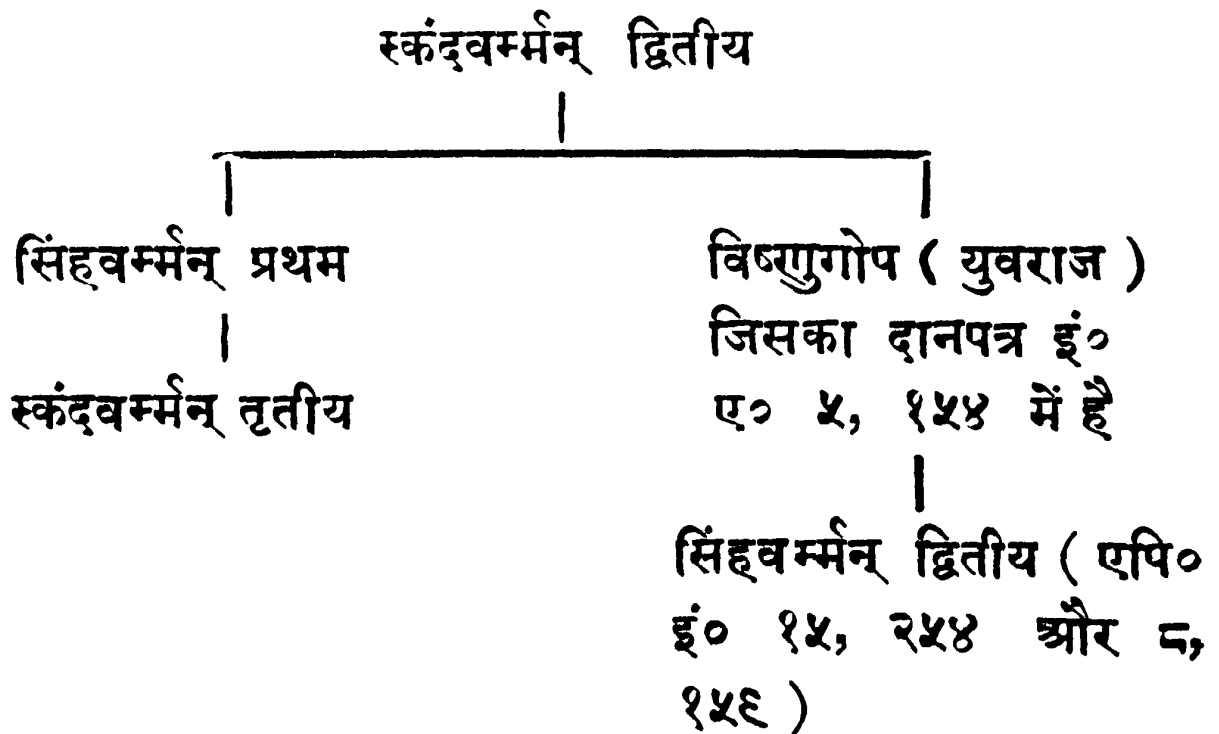 स्कंदवर्म्मन् द्वितीय
सिंहवर्म्मन् प्रथम
स्कंदवर्म्मन् तृतीय
विष्णुगोप ( युवराज )
जिसका दानपत्र इं०
ए० ५, १५४ में है
सिंहवर्म्मन् द्वितीय ( एपि०
इं० १५, २५४ और ८,
१५९ )